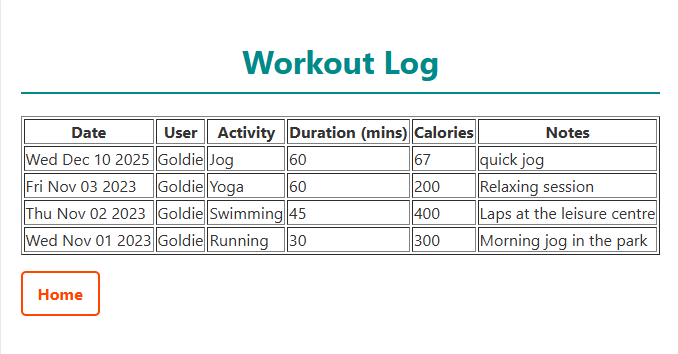 Workout Log
Date User Activity Duration (mins) Calories Notes
Wed Dec 10 2025 Goldie Jog 60 67 quick jog
Fri Nov 03 2023 Goldie Yoga 60 200 Relaxing session
Thu Nov 02 2023 Goldie Swimming 45 400 Laps at the leisure centre
Wed Nov 01 2023 Goldie Running 30 300 Morning jog in the park
Home